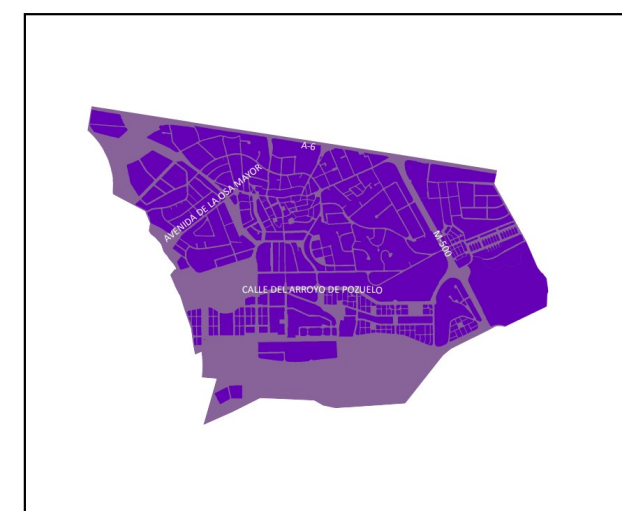 A-6
AVENIDA DE LA OSA MAYOR
M-500
CALLE DEL ARROYO DE POZUELO